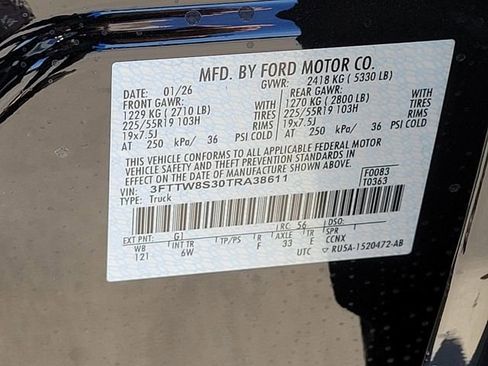 MFD. BY FORD MOTOR CO.
DATE: 01/26 GVWR: 2418 KG ( 5330 LB)
FRONT GAWR: REAR GAWR:
1229 KG ( 2710 LB) WITH 1270 KG ( 2800 LB) WITH
225/55R19 103H TIRES 225/55R19 103H TIRES
19x7.5J RIMS 19x7.5J RIMS
AT 250 kPa/ 36 PSI COLD AT 250 kPa/ 36 PSI COLD
THIS VEHICLE CONFORMS TO ALL APPLICABLE FEDERAL MOTOR
VEHICLE SAFETY AND THEFT PREVENTION STANDARDS IN
EFFECT ON THE DATE OF MANUFACTURE SHOWN ABOVE.
VIN: 3FTTW8S30TRA38611 F0083
TYPE: Truck T0363
EXT PNT: G1 RC: 56 DSO:
WB INT TR TP/PS R TR SPR
121 6W F 33 E CCNX
UTC RU5A-1520472-AB